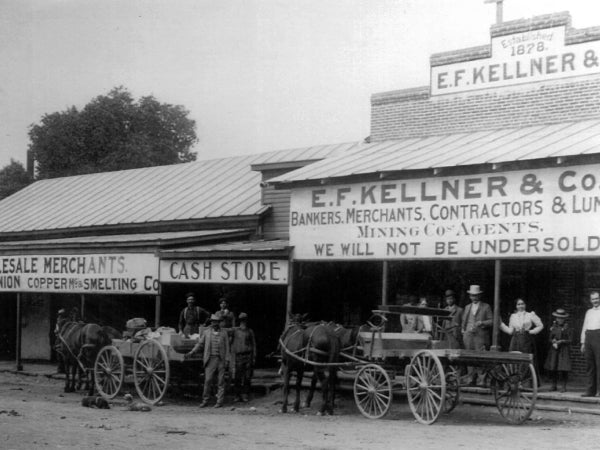 Established
1878.
E.F. KELLNER &
E.F. KELLNER & Co.
BANKERS, MERCHANTS, CONTRACTORS & LUM
MINING Co's AGENTS.
WE WILL NOT BE UNDERSOLD
LESALE MERCHANTS.
NION COPPER Mg & SMELTING Co
CASH STORE.